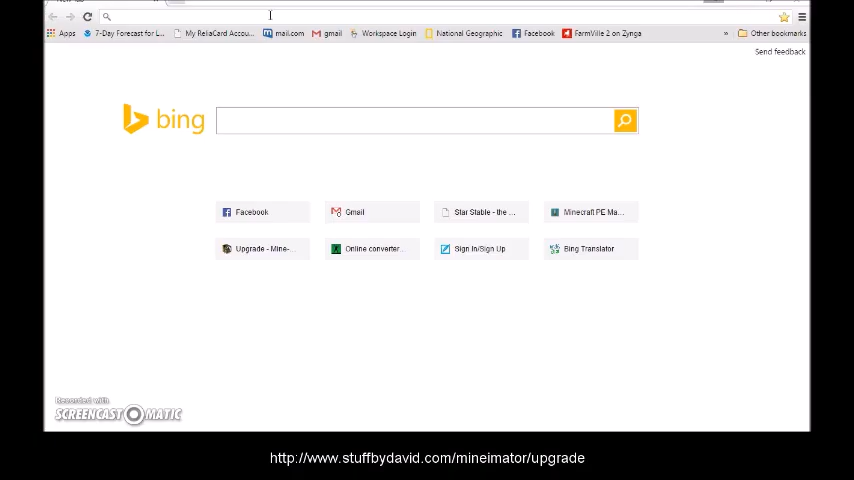 Apps 7-Day Forecast for L... My ReliaCard Accou... mail.com gmail Workspace Login National Geographic Facebook FarmVille 2 on Zynga » Other bookmarks
Send feedback
bing
Facebook Gmail Star Stable - the ... Minecraft PE Ma...
Upgrade - Mine-... Online converter... Sign In/Sign Up Bing Translator
Recorded with
SCREENCAST-O-MATIC
http://www.stuffbydavid.com/mineimator/upgrade